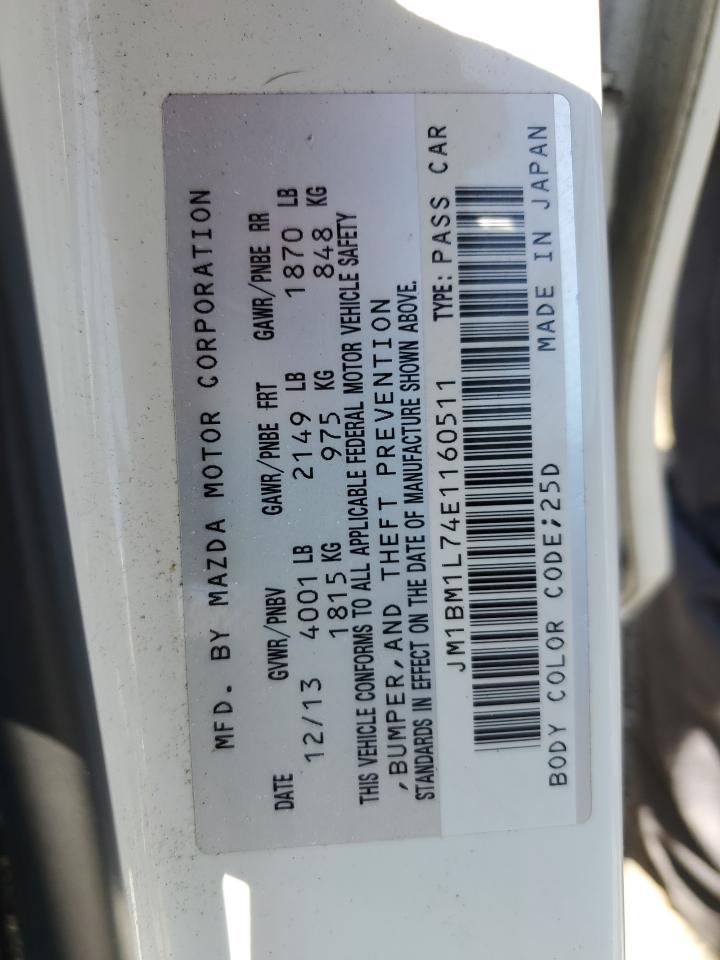 MFD. BY MAZDA MOTOR CORPORATION
DATE GVWR/PNBV GAWR/PNBE FRT GAWR/PNBE RR
12/13 4001 LB 2149 LB 1870 LB
1815 KG 975 KG 848 KG
THIS VEHICLE CONFORMS TO ALL APPLICABLE FEDERAL MOTOR VEHICLE SAFETY
,BUMPER,AND THEFT PREVENTION
STANDARDS IN EFFECT ON THE DATE OF MANUFACTURE SHOWN ABOVE.
JM1BM1L74E1160511 TYPE: PASS CAR
BODY COLOR CODE;25D MADE IN JAPAN